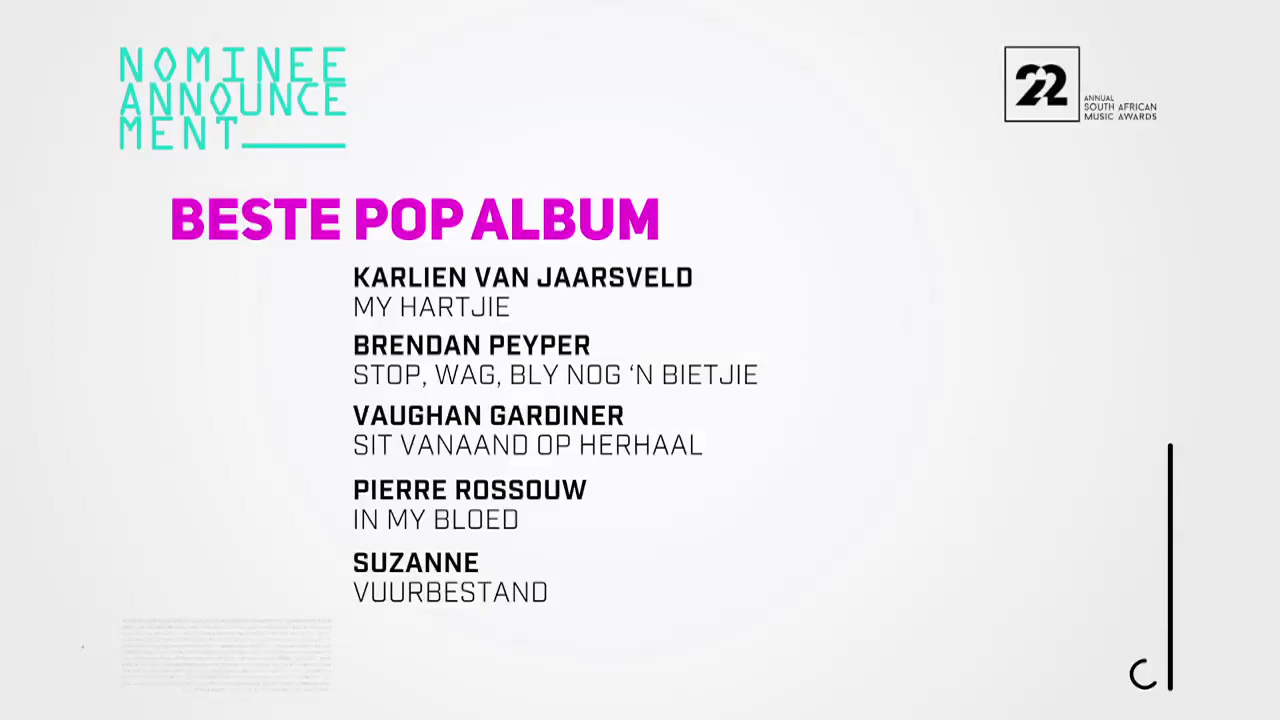 NOMINEE
ANNOUNCE
MENT
22
ANNUAL
SOUTH AFRICAN
MUSIC AWARDS
BESTE POP ALBUM
KARLIEN VAN JAARSVELD
MY HARTJIE
BRENDAN PEYPER
STOP, WAG, BLY NOG ‘N BIETJIE
VAUGHAN GARDINER
SIT VANAAND OP HERHAAL
PIERRE ROSSOUW
IN MY BLOED
SUZANNE
VUURBESTAND